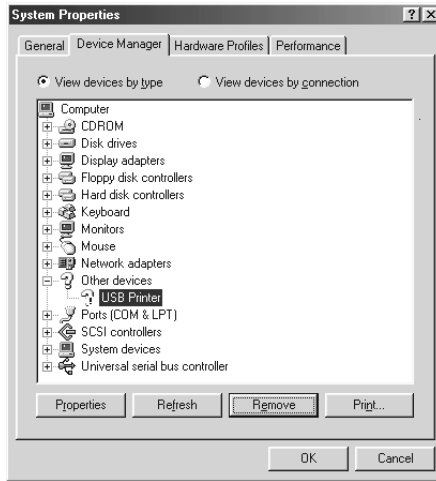 System Properties
General Device Manager Hardware Profiles Performance
View devices by type View devices by connection
Computer
CDROM
Disk drives
Display adapters
Floppy disk controllers
Hard disk controllers
Keyboard
Monitors
Mouse
Network adapters
Other devices
USB Printer
Ports (COM & LPT)
SCSI controllers
System devices
Universal serial bus controller
Properties Refresh Remove Print...
OK Cancel